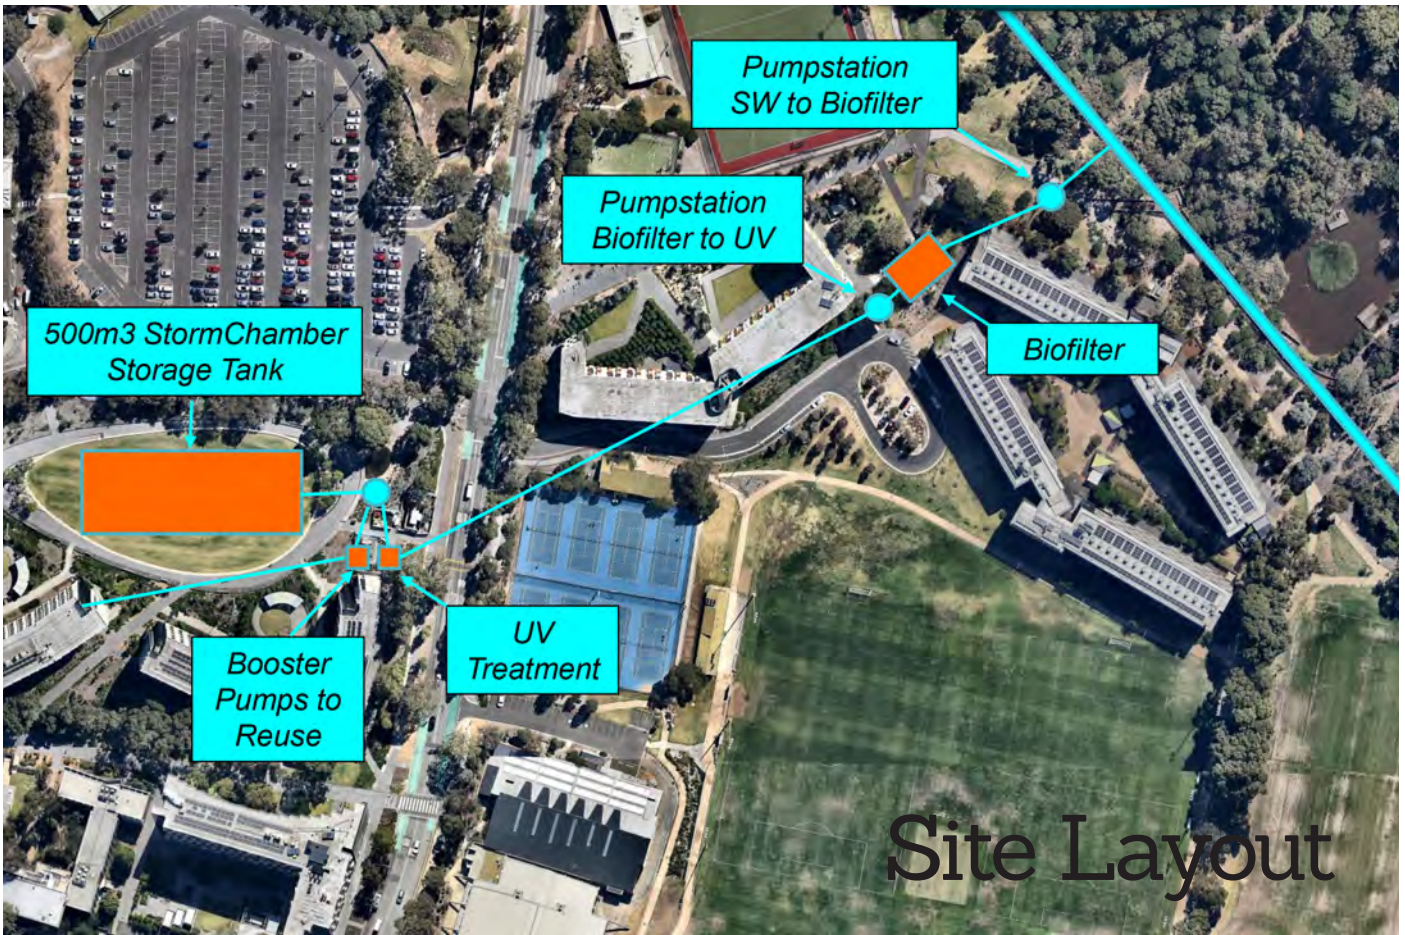 Pumpstation
SW to Biofilter
Pumpstation
Biofilter to UV
500m3 StormChamber
Storage Tank
Biofilter
UV
Treatment
Booster
Pumps to
Reuse
Site Layout